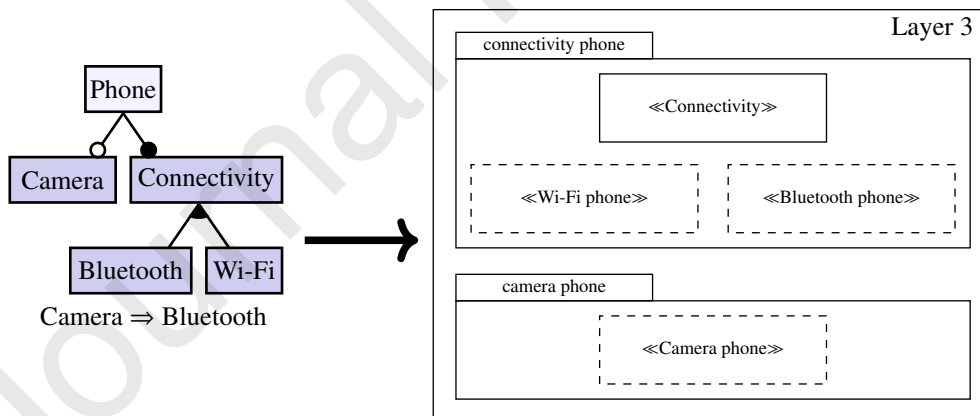 Phone
Camera
Connectivity
Bluetooth
Wi-Fi
Camera ⇒ Bluetooth
Layer 3
connectivity phone
≪Connectivity≫
≪Wi-Fi phone≫
≪Bluetooth phone≫
camera phone
≪Camera phone≫
Journal